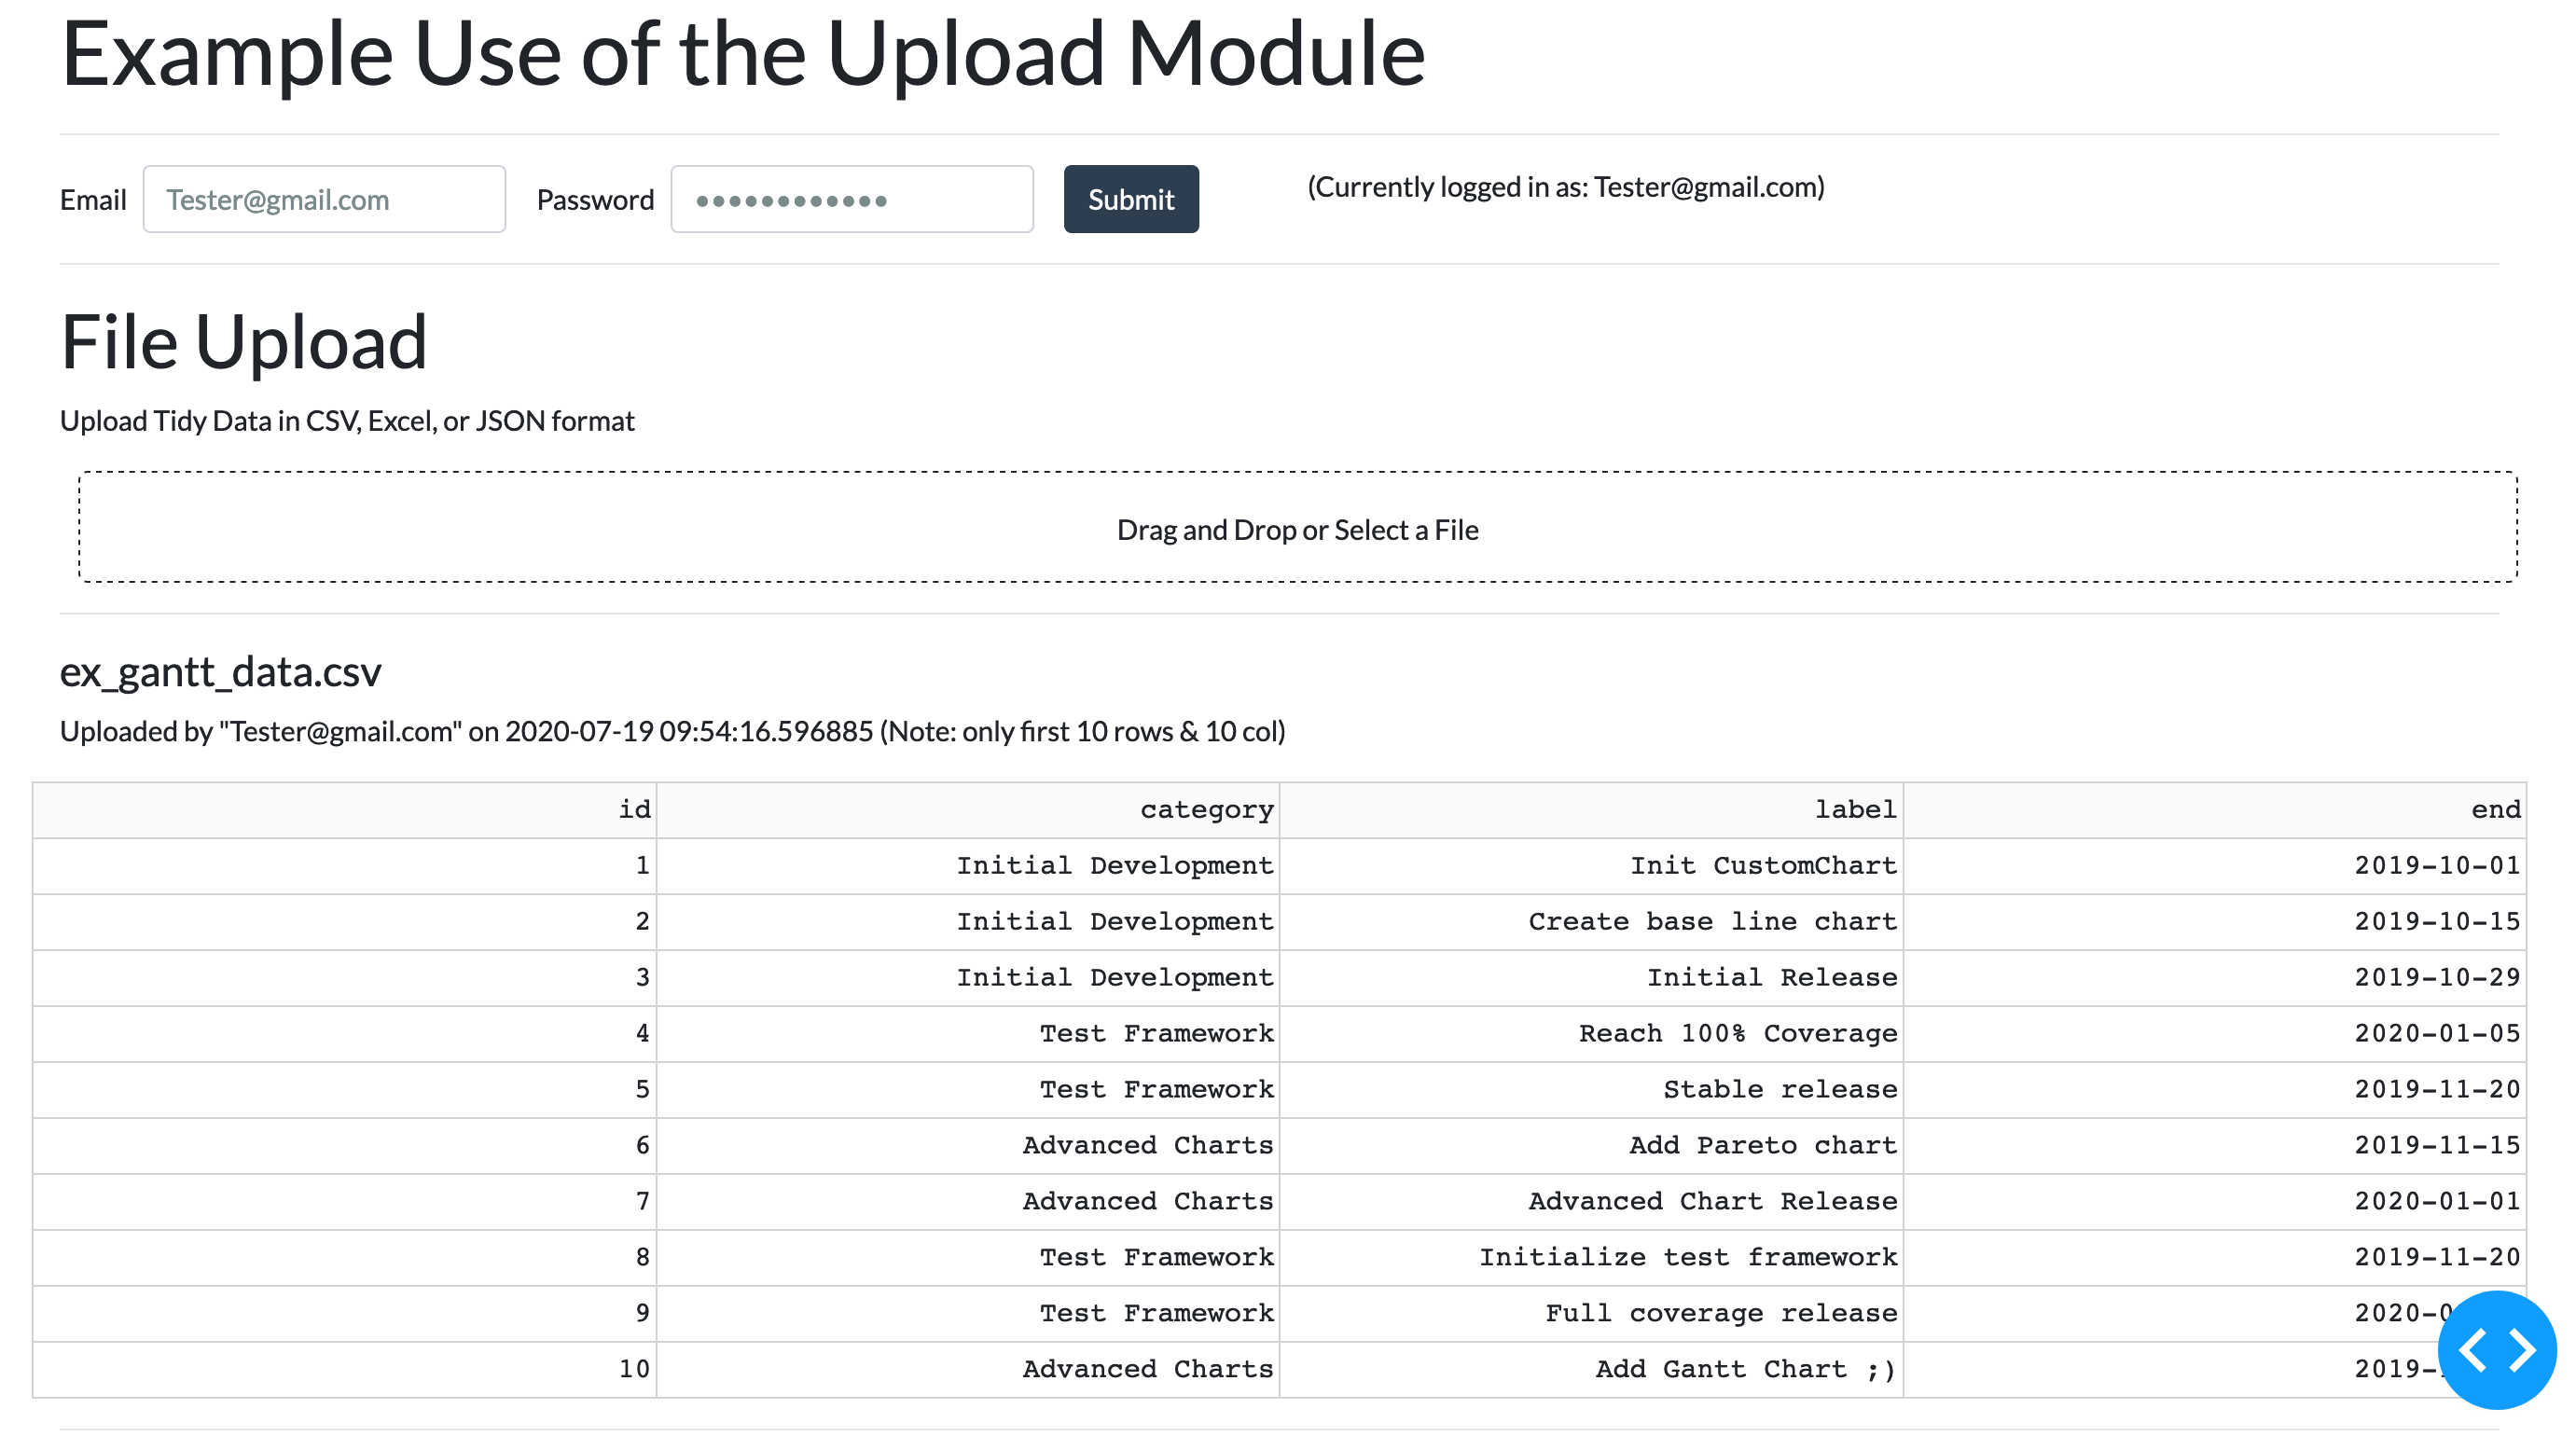 Example Use of the Upload Module
Email Tester@gmail.com Password •••••••••••• Submit (Currently logged in as: Tester@gmail.com)
File Upload
Upload Tidy Data in CSV, Excel, or JSON format
Drag and Drop or Select a File
ex_gantt_data.csv
Uploaded by "Tester@gmail.com" on 2020-07-19 09:54:16.596885 (Note: only first 10 rows & 10 col)
id category label end
1 Initial Development Init CustomChart 2019-10-01
2 Initial Development Create base line chart 2019-10-15
3 Initial Development Initial Release 2019-10-29
4 Test Framework Reach 100% Coverage 2020-01-05
5 Test Framework Stable release 2019-11-20
6 Advanced Charts Add Pareto chart 2019-11-15
7 Advanced Charts Advanced Chart Release 2020-01-01
8 Test Framework Initialize test framework 2019-11-20
9 Test Framework Full coverage release
10 Advanced Charts Add Gantt Chart ;)